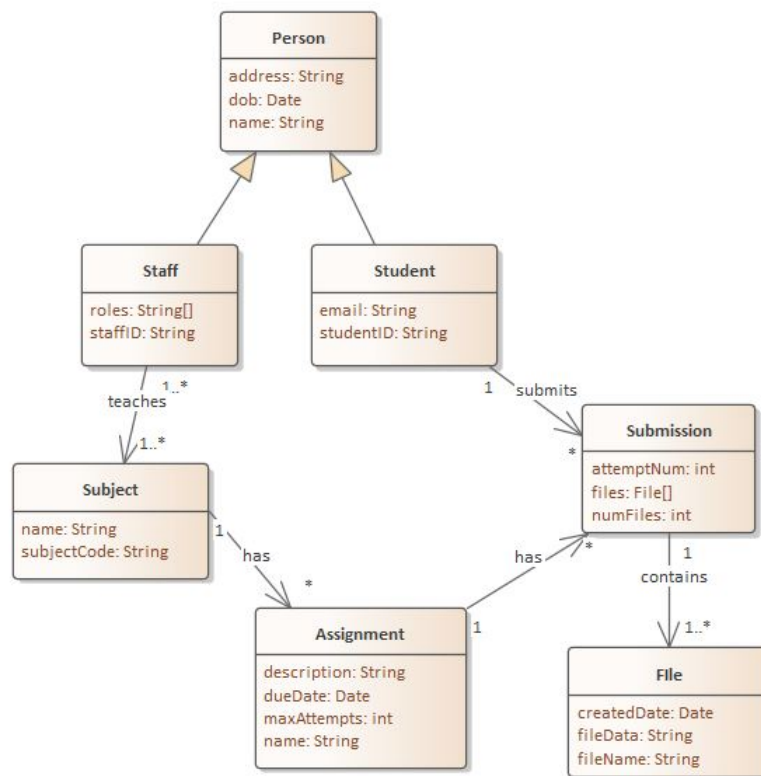 Person
address: String
dob: Date
name: String
Staff
roles: String[]
staffID: String
Student
email: String
studentID: String
1..*
teaches
1..*
1
submits
*
Submission
attemptNum: int
files: File[]
numFiles: int
Subject
name: String
subjectCode: String
1
has
*
has
*
1
1
contains
1..*
Assignment
description: String
dueDate: Date
maxAttempts: int
name: String
FIle
createdDate: Date
fileData: String
fileName: String